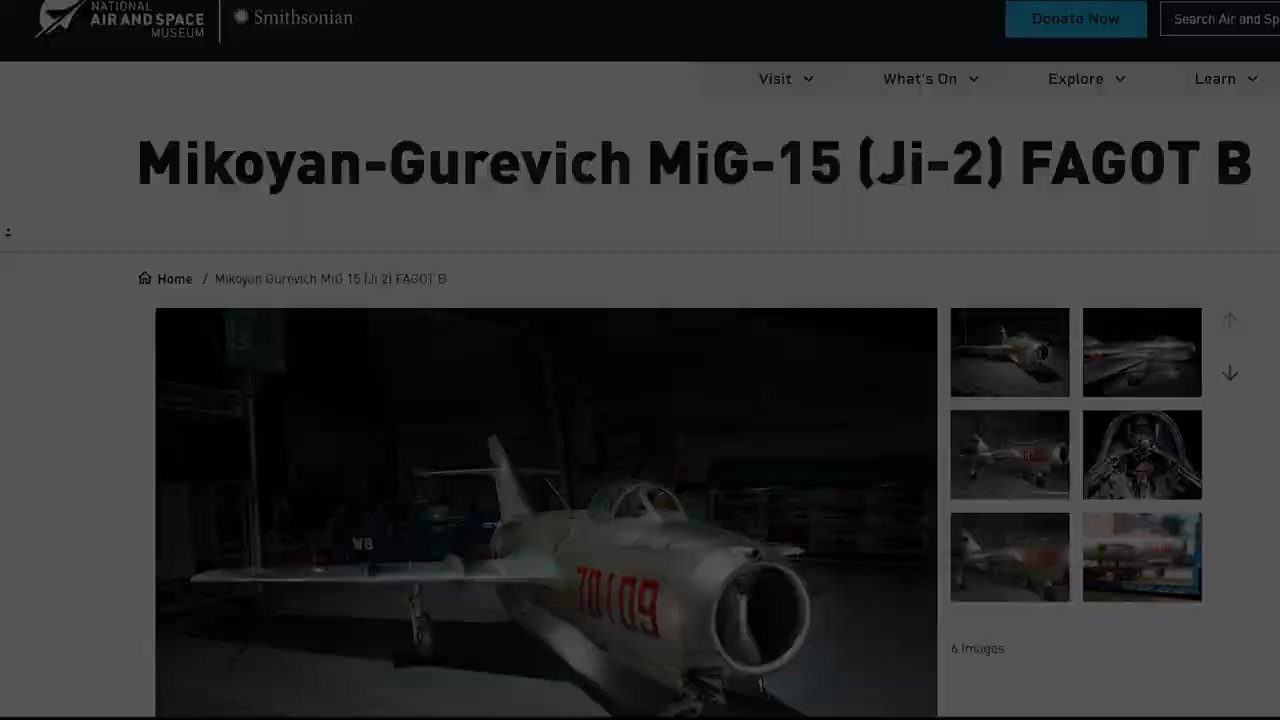 NATIONAL
AIR AND SPACE
MUSEUM
Smithsonian
Donate Now
Search Air and Sp
Visit
What's On
Explore
Learn
Mikoyan-Gurevich MiG-15 (Ji-2) FAGOT B
Home / Mikoyan Gurevich MiG 15 (Ji 2) FAGOT B
WB
70109
6 Images